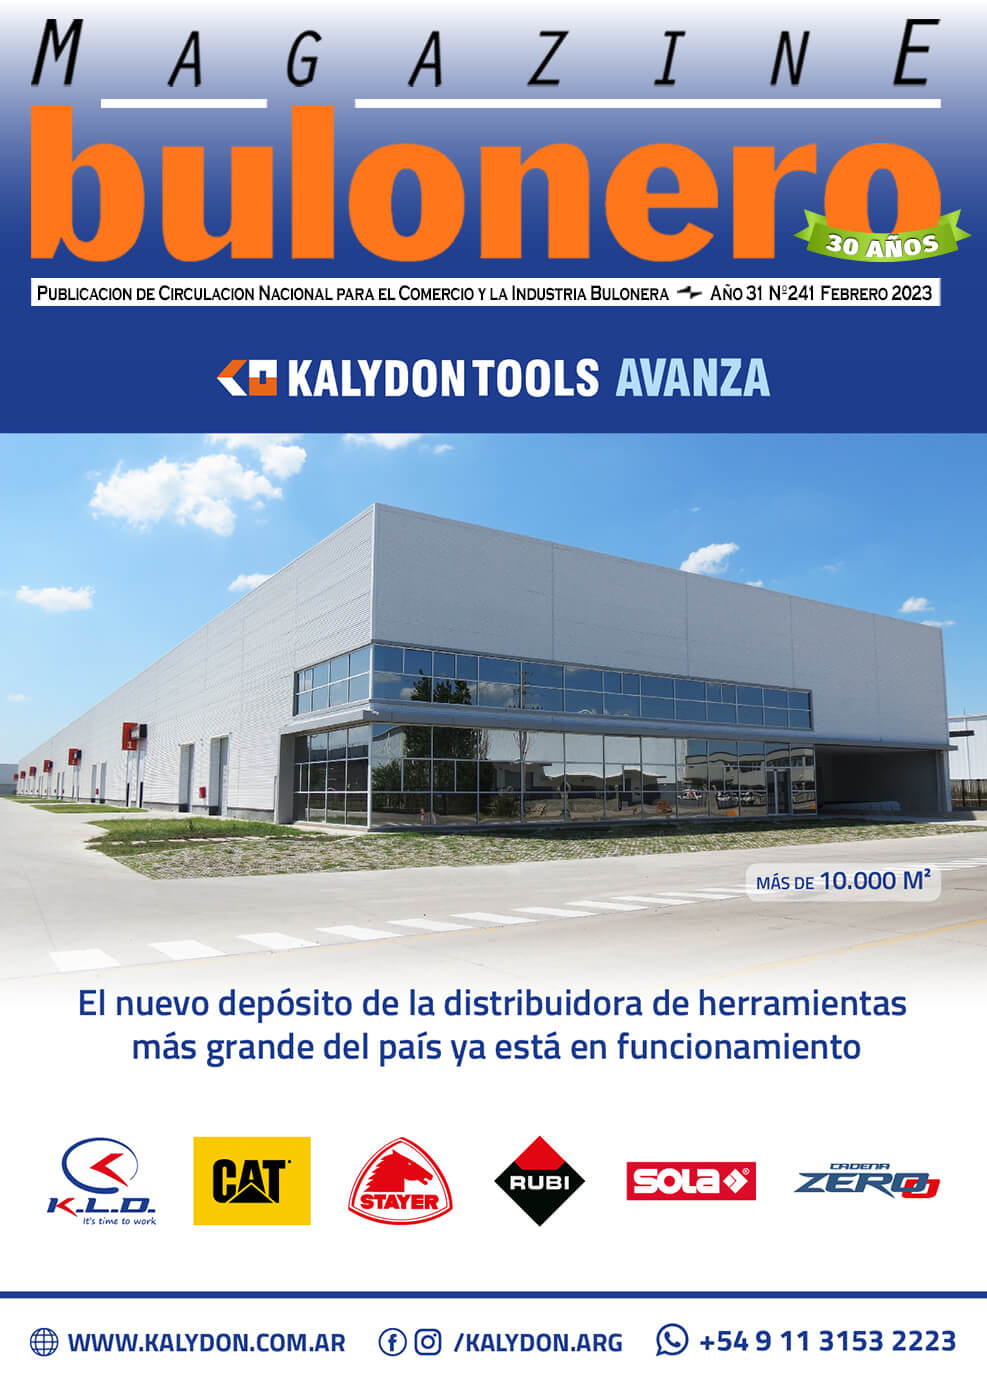 MAGAZINE
bulonero
30 AÑOS
PUBLICACION DE CIRCULACION NACIONAL PARA EL COMERCIO Y LA INDUSTRIA BULONERA AÑO 31 Nº241 FEBRERO 2023
KALYDON TOOLS AVANZA
MÁS DE 10.000 M²
El nuevo depósito de la distribuidora de herramientas
más grande del país ya está en funcionamiento
K.L.D.
It's time to work
CAT
STAYER
RUBI
SOLA
CADENA
ZERO
WWW.KALYDON.COM.AR /KALYDON.ARG +54 9 11 3153 2223